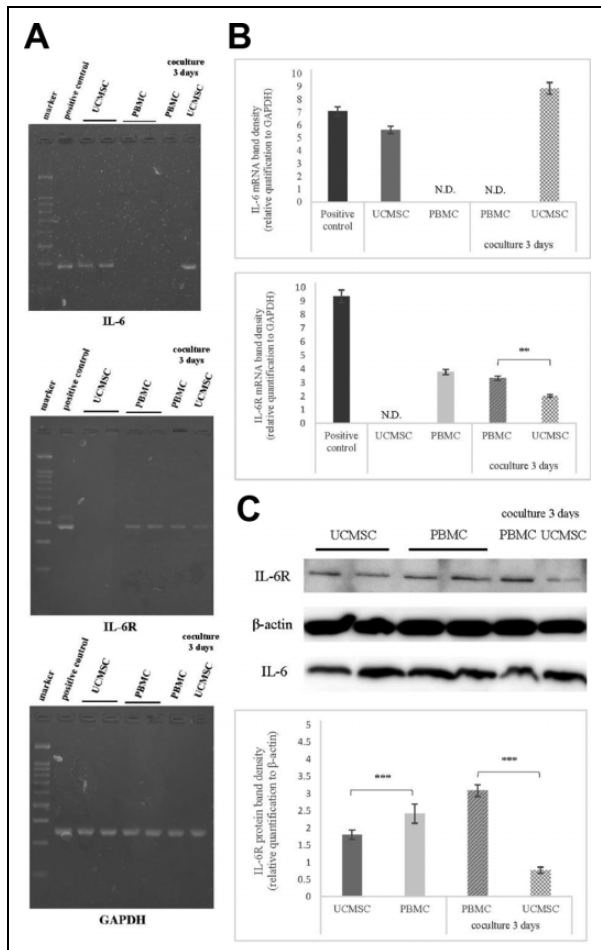 A
coculture
3 days
marker
positive control
UCMSC
PBMC
PBMC
UCMSC
IL-6
coculture
3 days
marker
positive control
UCMSC
PBMC
PBMC
UCMSC
IL-6R
coculture
3 days
marker
positive control
UCMSC
PBMC
PBMC
UCMSC
GAPDH
B
IL-6 mRNA band density
(relative quatification to GAPDH)
10
9
8
7
6
5
4
3
2
1
0
N.D.
N.D.
Positive
control
UCMSC
PBMC
PBMC
UCMSC
coculture 3 days
IL-6R mRNA band density
(relative quantification to GAPDH)
10
9
8
7
6
5
4
3
2
1
0
N.D.
**
Positive
control
UCMSC
PBMC
PBMC
UCMSC
coculture 3 days
C
coculture 3 days
UCMSC
PBMC
PBMC
UCMSC
IL-6R
β-actin
IL-6
IL-6R protein band density
(relative quantification to β-actin)
5
4.5
4
3.5
3
2.5
2
1.5
1
0.5
0
***
***
UCMSC
PBMC
PBMC
UCMSC
coculture 3 days